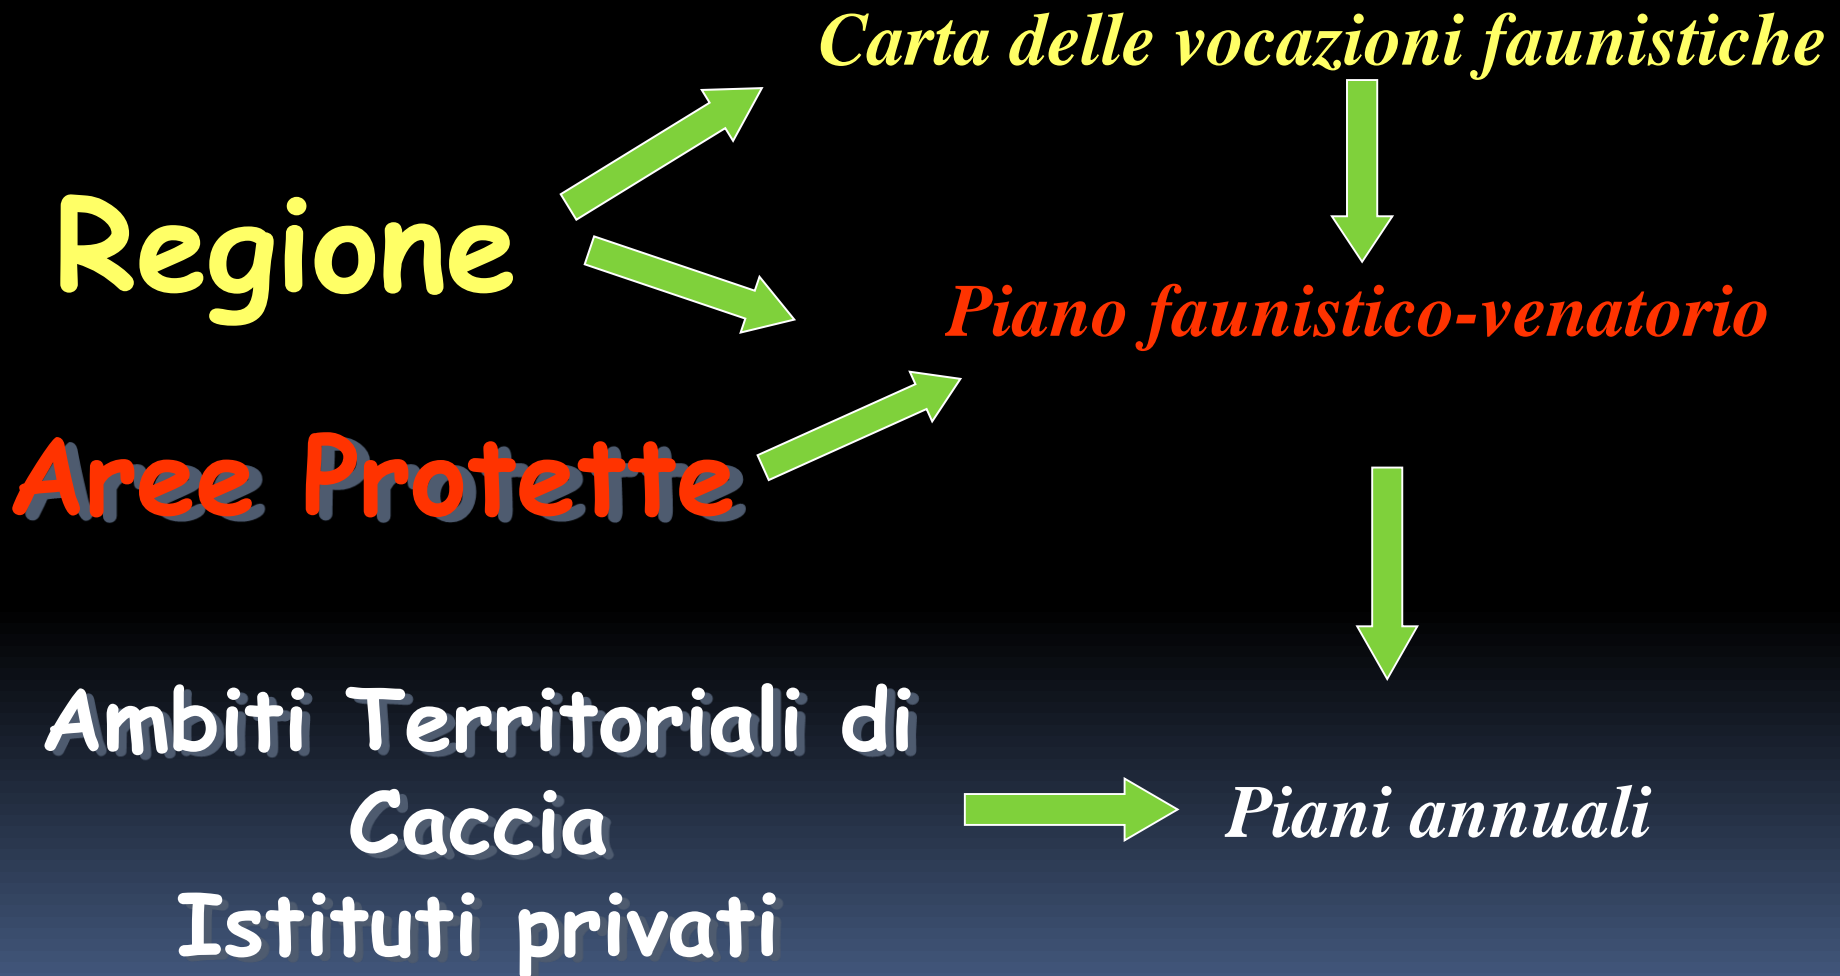 Carta delle vocazioni faunistiche
Regione
Piano faunistico-venatorio
Aree Protette
Ambiti Territoriali di
Caccia
Istituti privati
Piani annuali